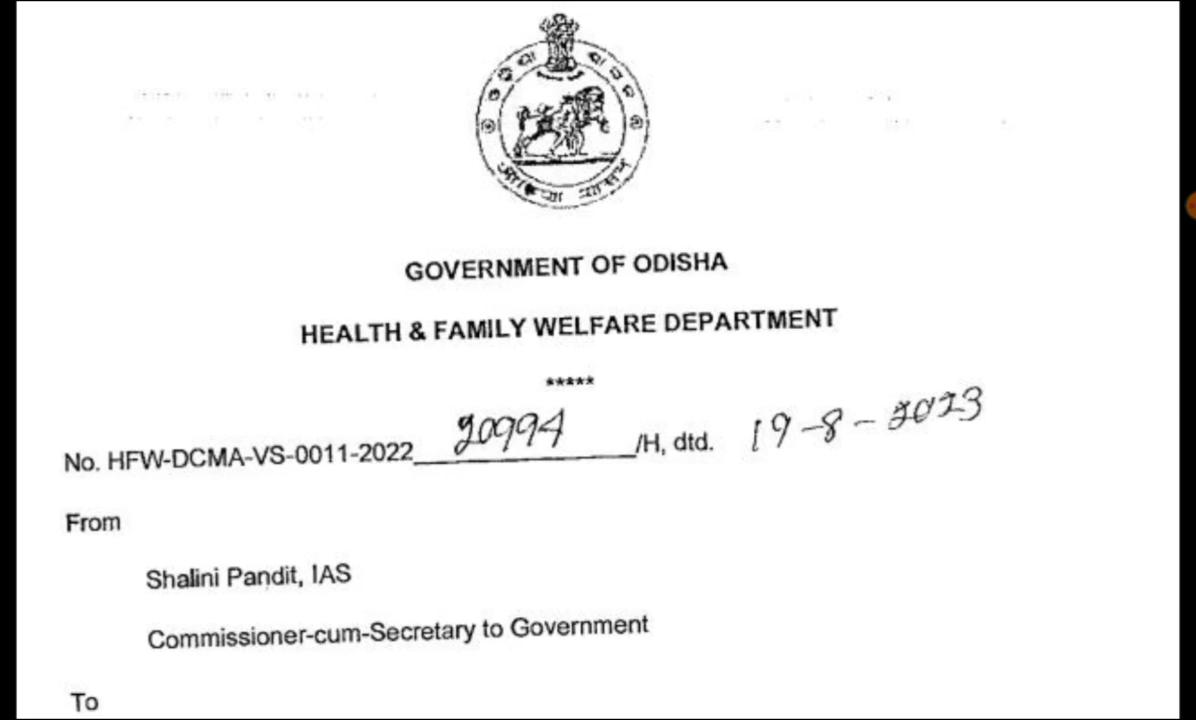 GOVERNMENT OF ODISHA
HEALTH & FAMILY WELFARE DEPARTMENT
*****
No. HFW-DCMA-VS-0011-2022 20994 /H, dtd. 19-8-2023
From
Shalini Pandit, IAS
Commissioner-cum-Secretary to Government
To